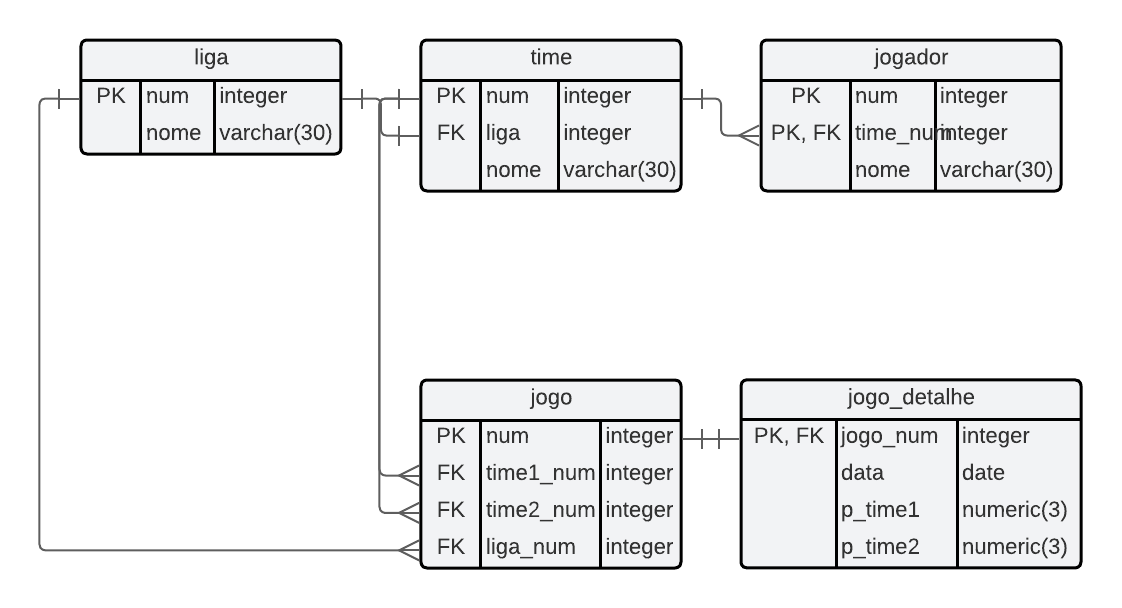 liga
PK num integer
nome varchar(30)
time
PK num integer
FK liga integer
nome varchar(30)
jogador
PK num integer
PK, FK time_num integer
nome varchar(30)
jogo
PK num integer
FK time1_num integer
FK time2_num integer
FK liga_num integer
jogo_detalhe
PK, FK jogo_num integer
data date
p_time1 numeric(3)
p_time2 numeric(3)